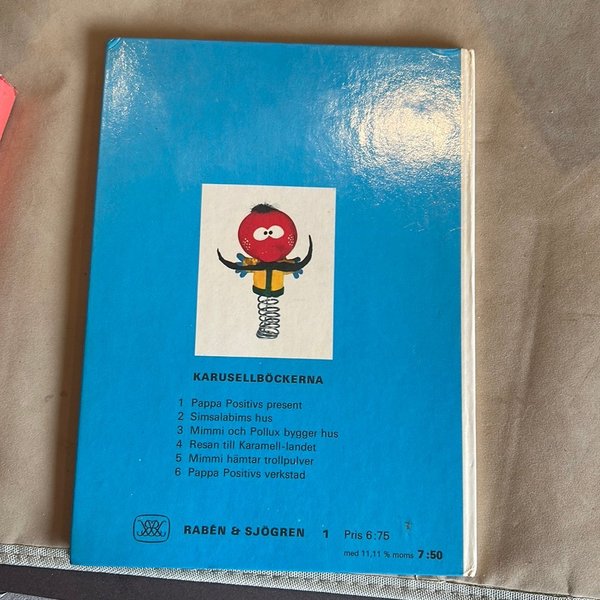 KARUSELLBÖCKERNA
1 Pappa Positivs present
2 Simsalabims hus
3 Mimmi och Pollux bygger hus
4 Resan till Karamell-landet
5 Mimmi hämtar trollpulver
6 Pappa Positivs verkstad
RABÉN & SJÖGREN 1 Pris 6:75
med 11,11 % moms 7:50